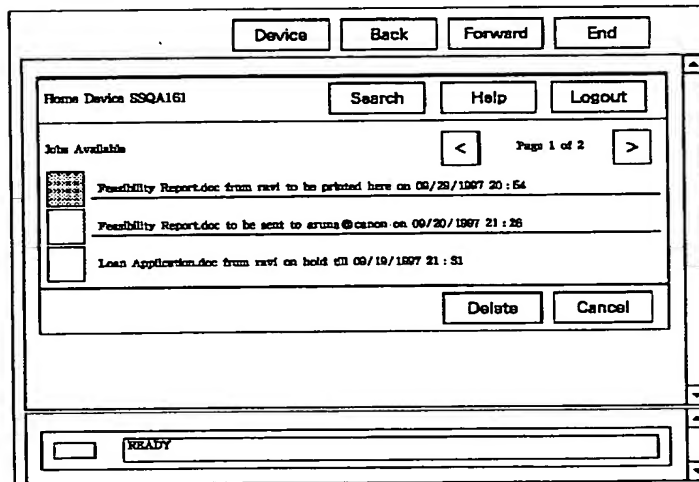 Device Back Forward End
Home Device SSQA161 Search Help Logout
Jobs Available < Page 1 of 2 >
Feasibility Report.doc from ravi to be printed here on 09/29/1997 20 : 54
Feasibility Report.doc to be sent to aruna@canon on 09/20/1997 21 : 26
Loan Application.doc from ravi on hold till 09/19/1997 21 : 31
Delete Cancel
READY